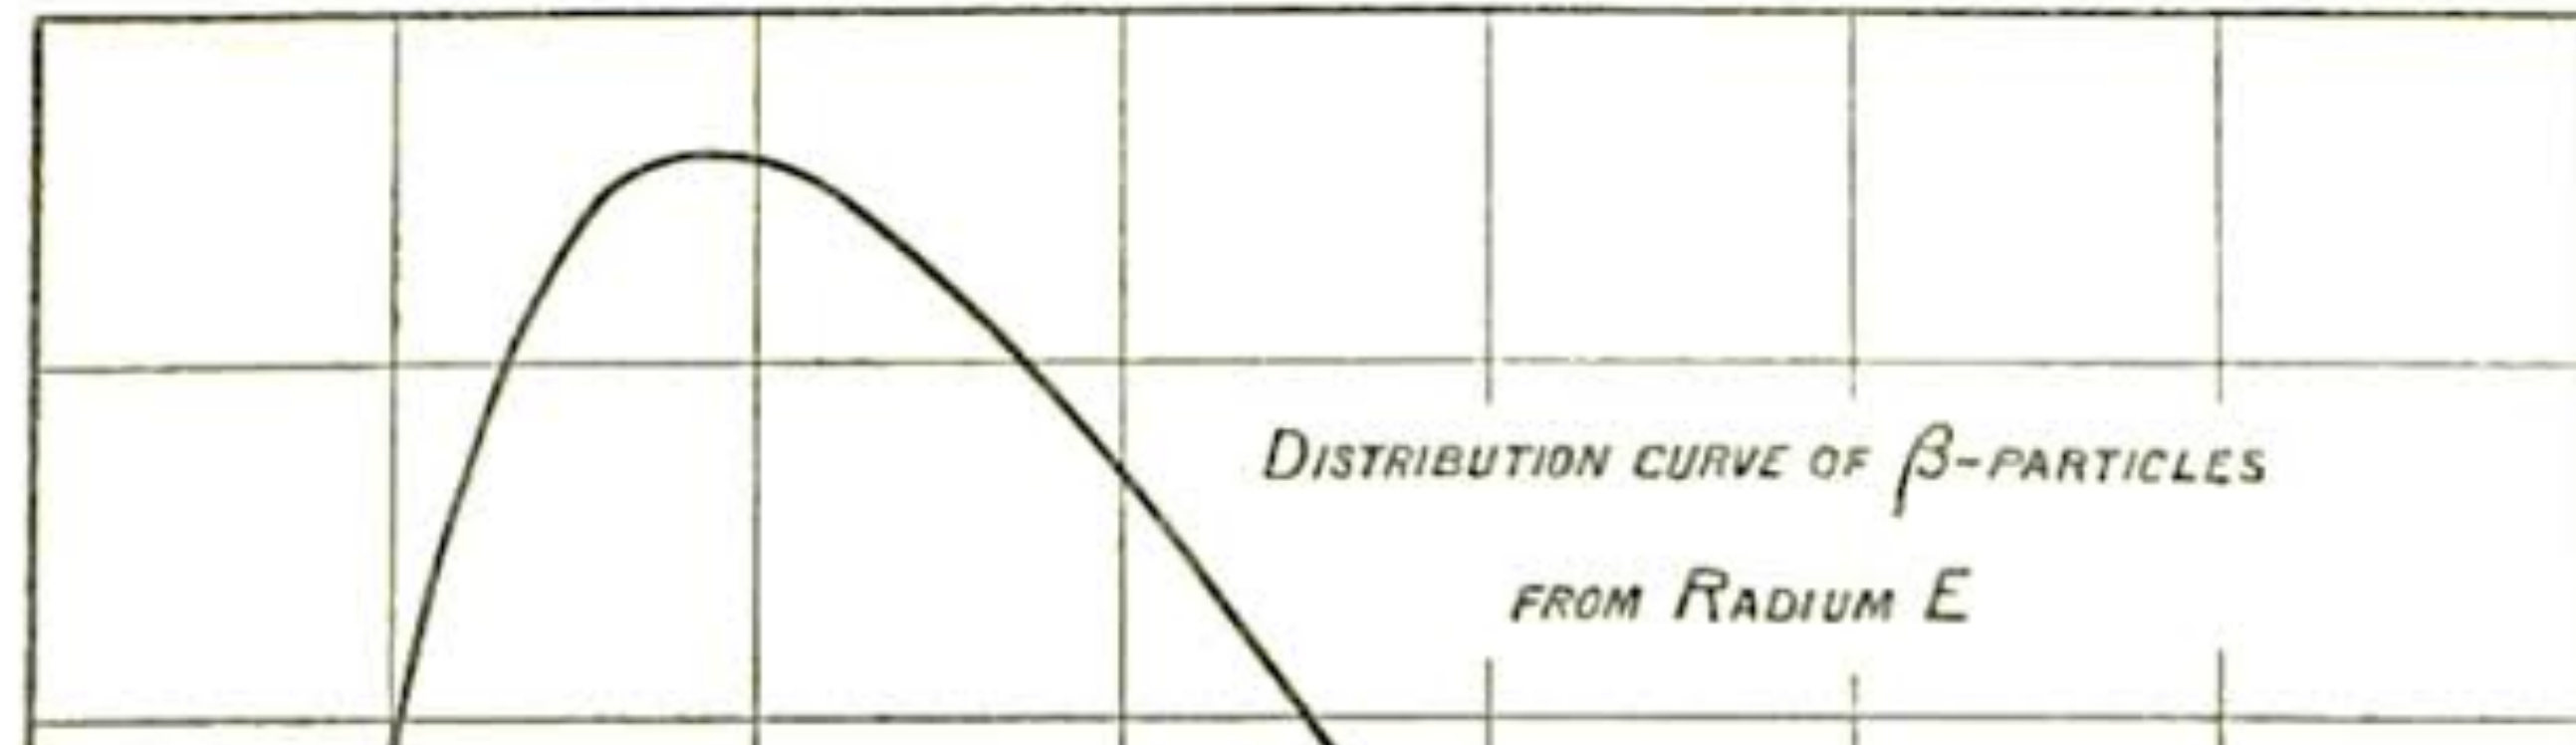 DISTRIBUTION CURVE OF β-PARTICLES
FROM RADIUM E